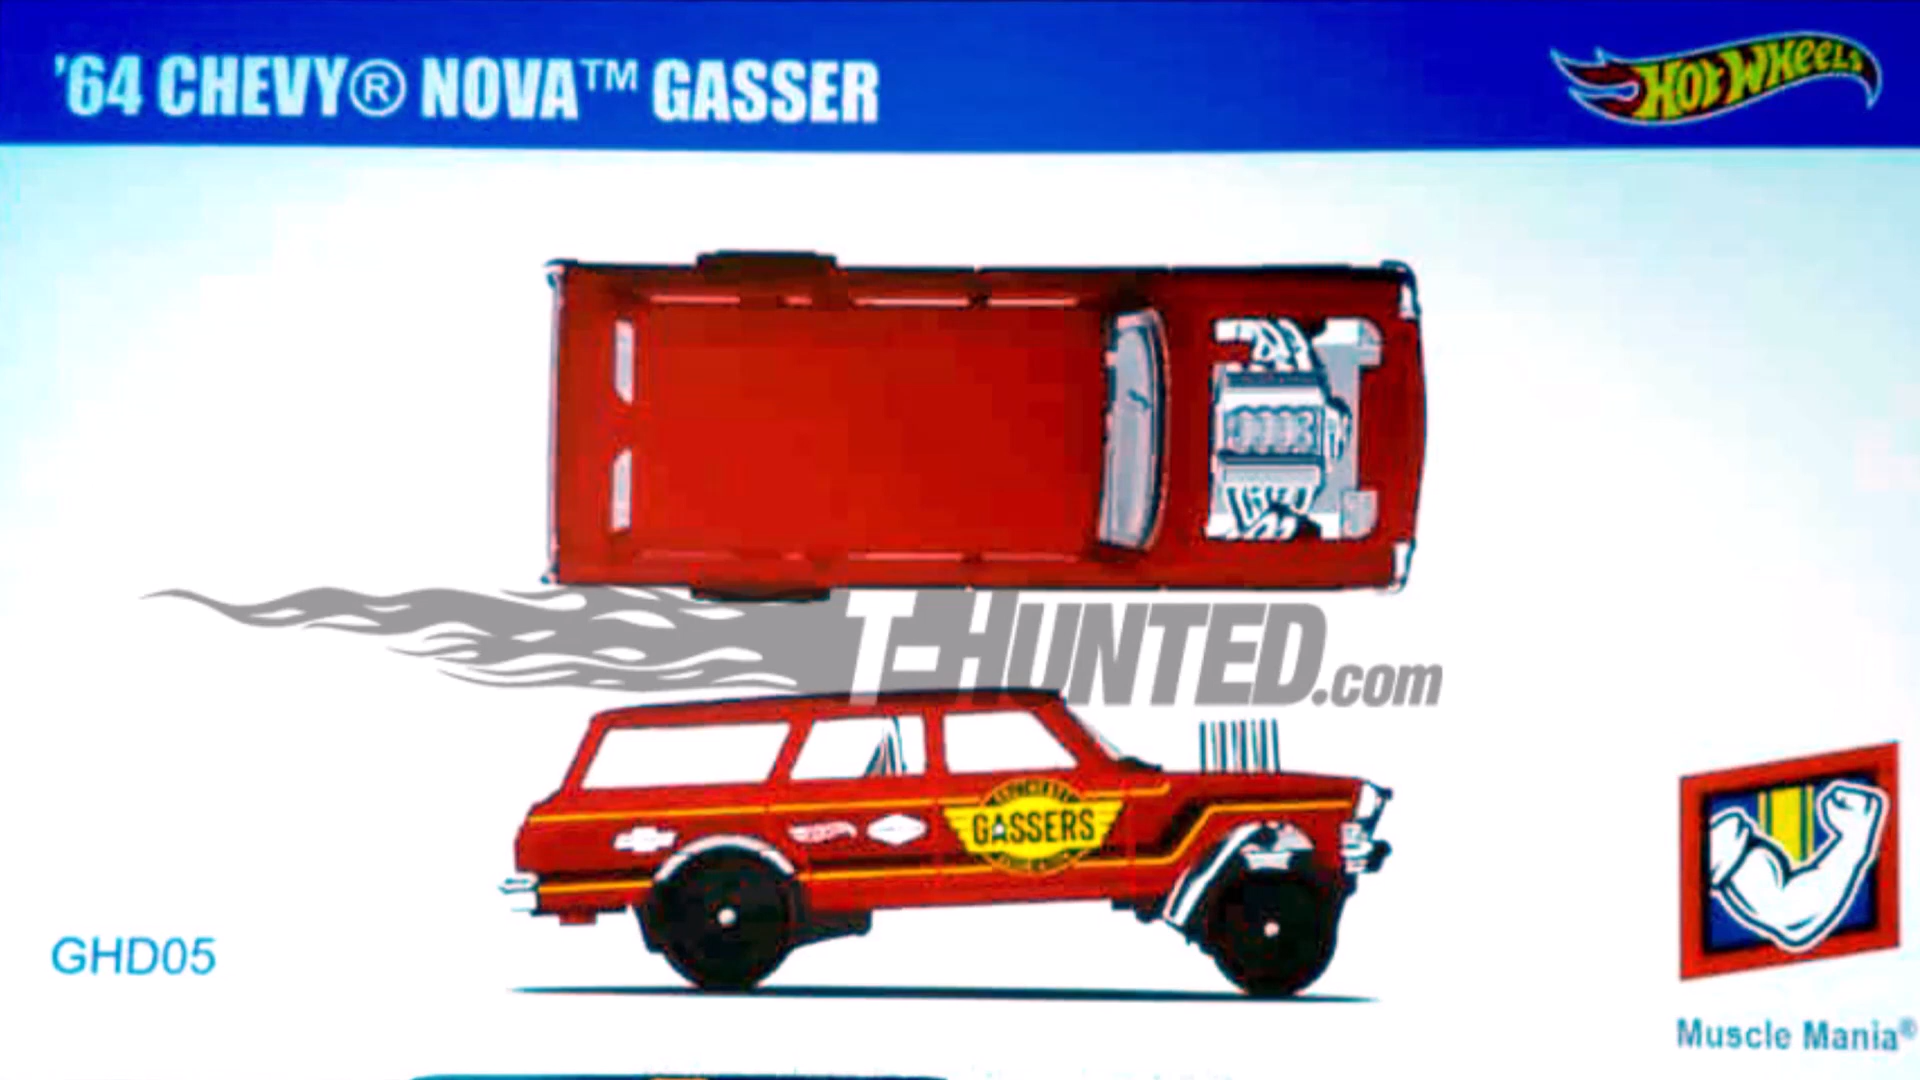 '64 CHEVY® NOVA™ GASSER
HOT WHEELS
T-HUNTED.com
GASSERS
GHD05
Muscle Mania®